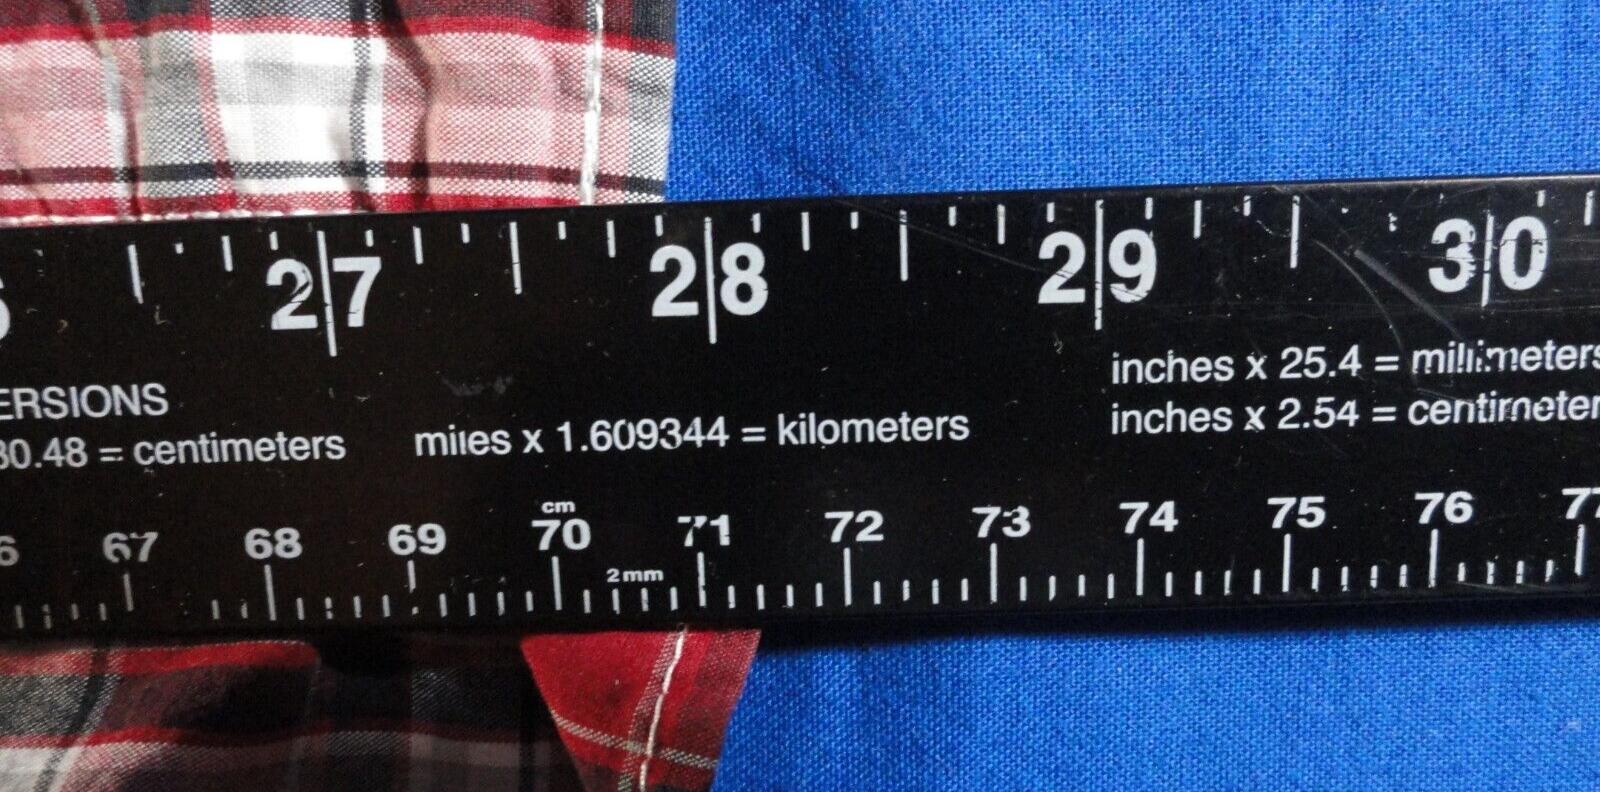 27 28 29 30
ERSIONS
30.48 = centimeters
miles x 1.609344 = kilometers
inches x 25.4 = millimeters
inches x 2.54 = centimeter
cm
67 68 69 70 71 72 73 74 75 76 77
2mm